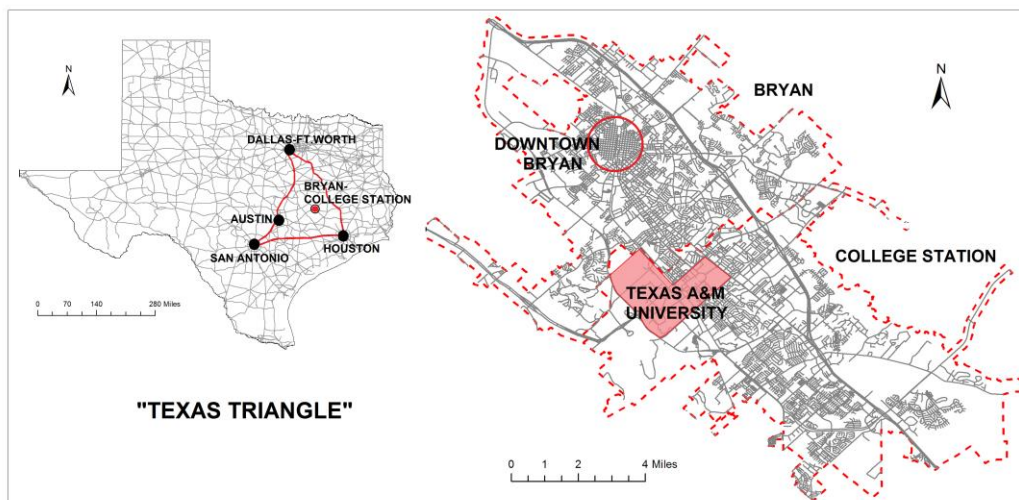 N
DALLAS-FT.WORTH
BRYAN-
COLLEGE STATION
AUSTIN
HOUSTON
SAN ANTONIO
0 70 140 280 Miles
"TEXAS TRIANGLE"
BRYAN
N
DOWNTOWN
BRYAN
COLLEGE STATION
TEXAS A&M
UNIVERSITY
0 1 2 4 Miles